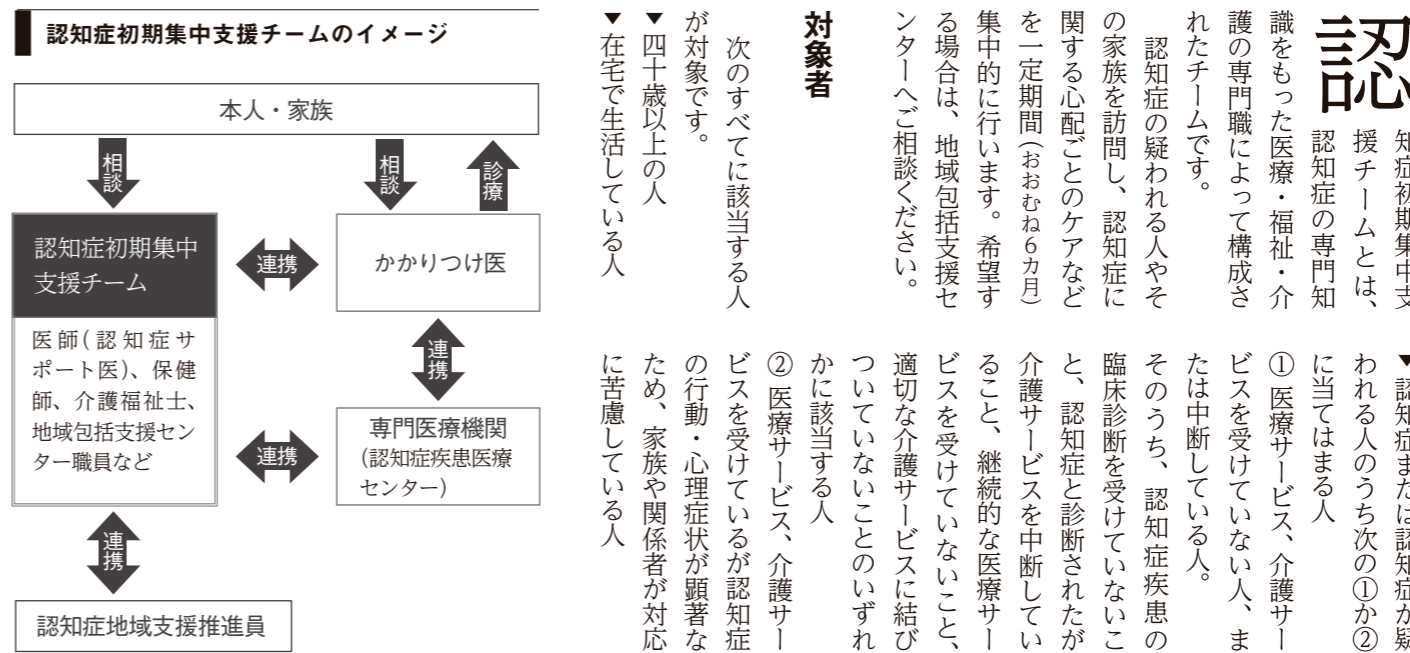 認知症初期集中支
援チームとは、
認知症の専門知
識をもった医療・福祉・介
護の専門職によって構成さ
れたチームです。
認知症の疑われる人やそ
の家族を訪問し、認知症に
関する心配ごとのケアなど
を一定期間(おおむね6カ月)
集中的に行います。希望す
る場合は、地域包括支援セ
ンターへご相談ください。
対象者
次のすべてに該当する人
が対象です。
▼四十歳以上の人
▼在宅で生活している人
▼認知症または認知症が疑
われる人のうち次の①か②
に当てはまる人
①医療サービス、介護サー
ビスを受けていない人、ま
たは中断している人。
そのうち、認知症疾患の
臨床診断を受けていないこ
と、認知症と診断されたが
介護サービスを中断してい
ること、継続的な医療サー
ビスを受けていないこと、
適切な介護サービスに結び
ついていないことのいずれ
かに該当する人
②医療サービス、介護サー
ビスを受けているが認知症
の行動・心理症状が顕著な
ため、家族や関係者が対応
に苦慮している人
認知症初期集中支援チームのイメージ
本人・家族
相談
相談
診療
認知症初期集中
支援チーム
連携
かかりつけ医
医師(認知症サ
ポート医)、保健
師、介護福祉士、
地域包括支援セン
ター職員など
連携
連携
専門医療機関
(認知症疾患医療
センター)
連携
認知症地域支援推進員